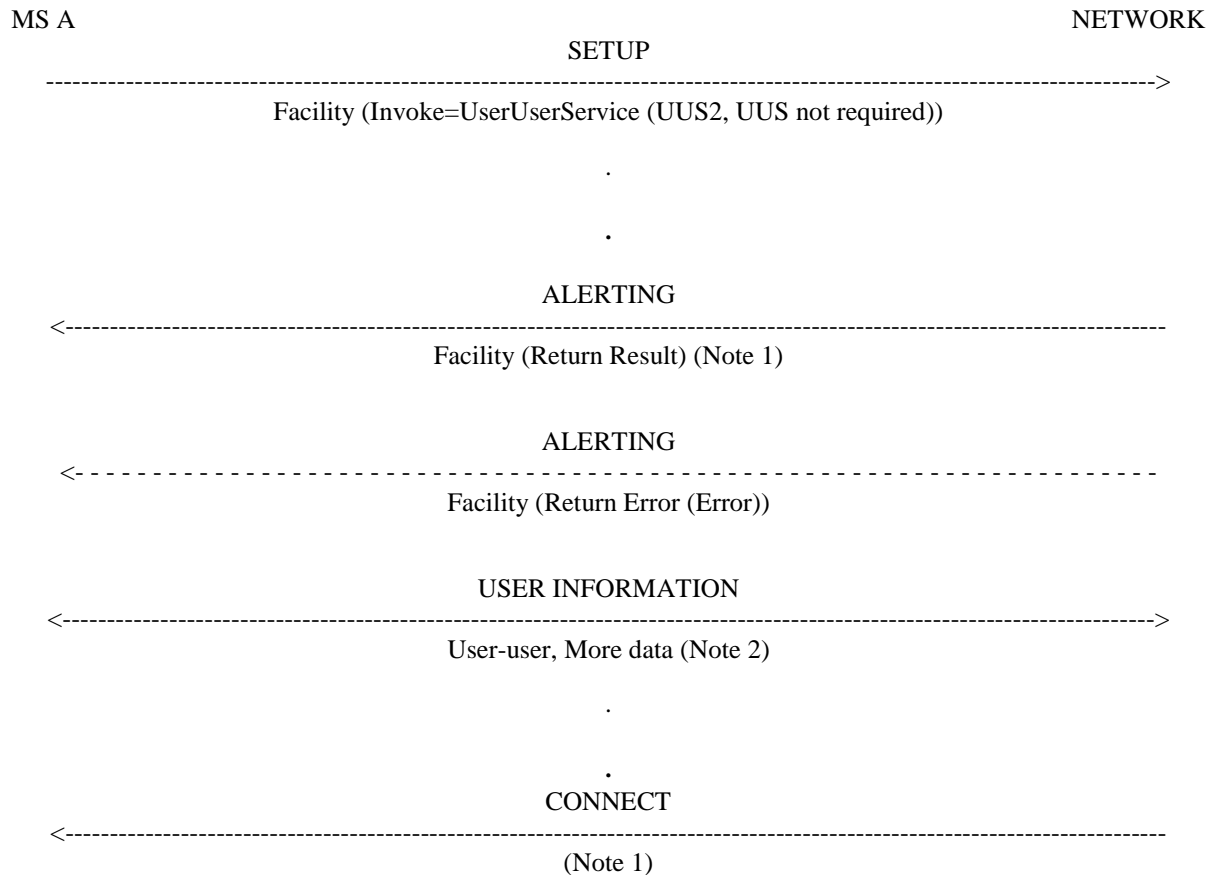 MS A NETWORK
SETUP
------------------------------------------------------------------------------------------------------------------------------->
Facility (Invoke=UserUserService (UUS2, UUS not required))
.
.
ALERTING
<------------------------------------------------------------------------------------------------------------------------------
Facility (Return Result) (Note 1)
ALERTING
<- - - - - - - - - - - - - - - - - - - - - - - - - - - - - - - - - - - - - - - - - - - - - - - - - - - - - - - - - - - - - - - - - - - - - -
Facility (Return Error (Error))
USER INFORMATION
<----------------------------------------------------------------------------------------------------------------------------->
User-user, More data (Note 2)
.
.
CONNECT
<------------------------------------------------------------------------------------------------------------------------------
(Note 1)